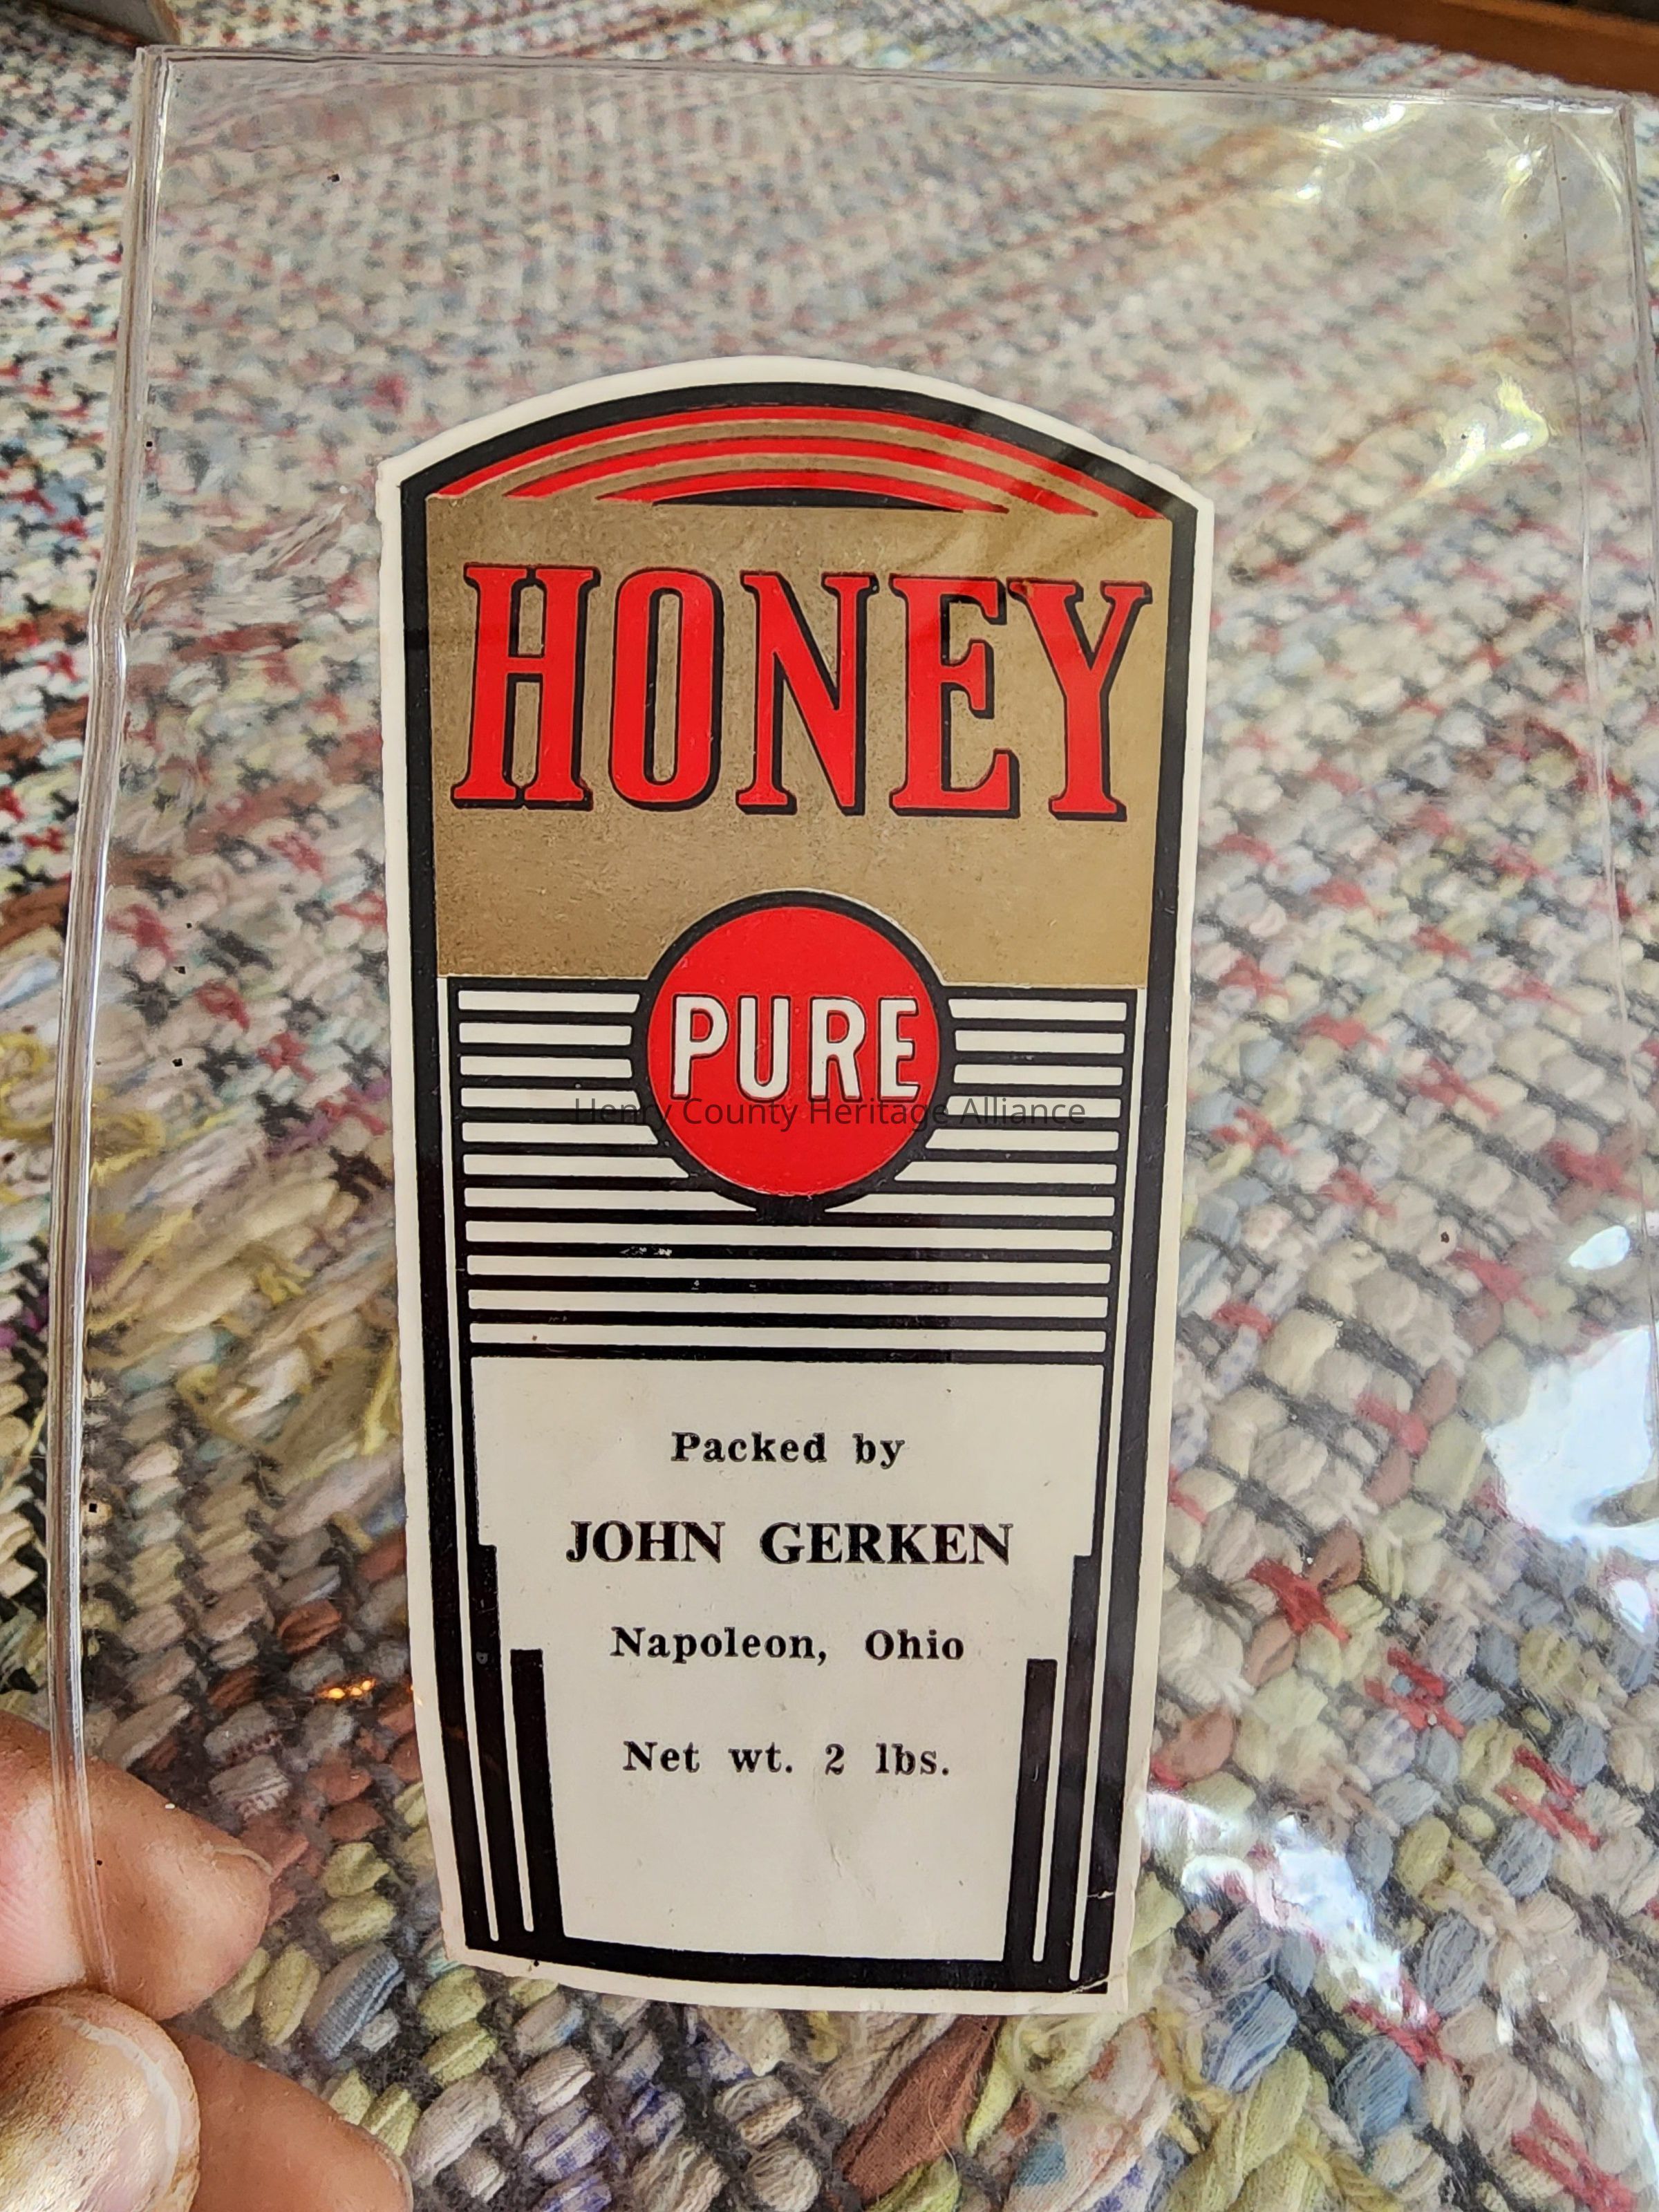 HONEY
PURE
Henry County Heritage Alliance
Packed by
JOHN GERKEN
Napoleon, Ohio
Net wt. 2 lbs.